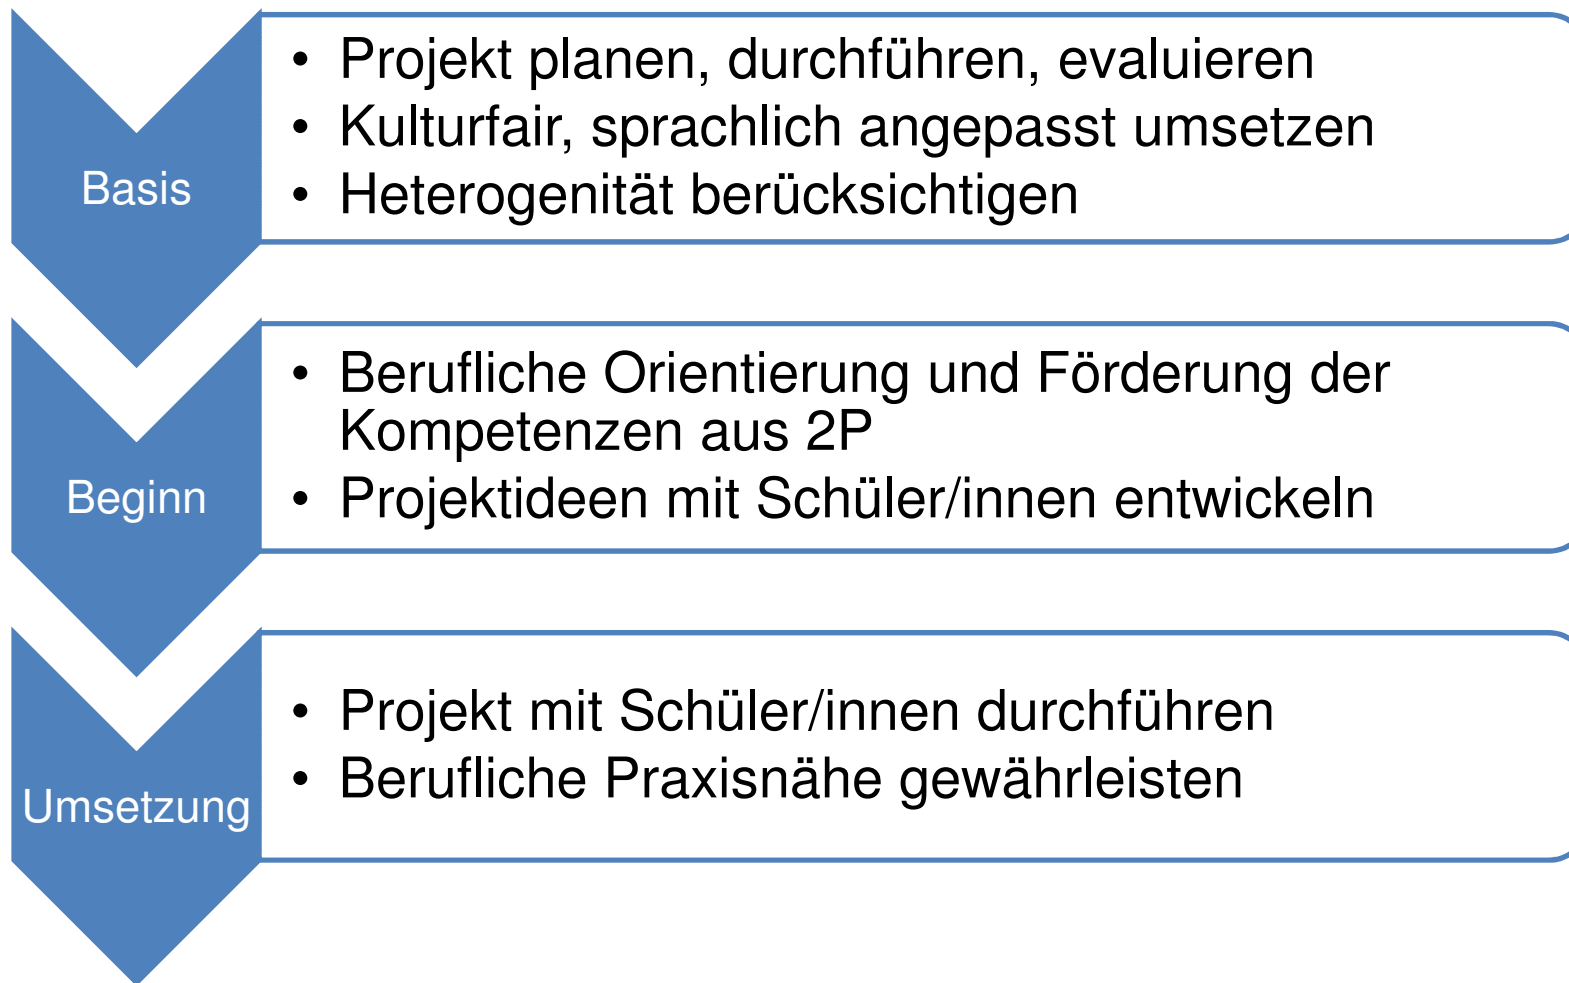 Basis
• Projekt planen, durchführen, evaluieren
• Kulturfair, sprachlich angepasst umsetzen
• Heterogenität berücksichtigen
Beginn
• Berufliche Orientierung und Förderung der
Kompetenzen aus 2P
• Projektideen mit Schüler/innen entwickeln
Umsetzung
• Projekt mit Schüler/innen durchführen
• Berufliche Praxisnähe gewährleisten